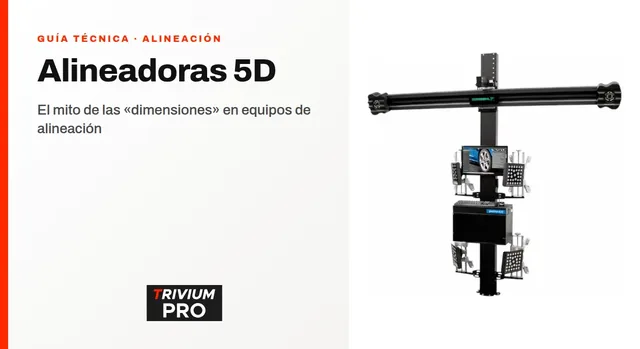 GUÍA TÉCNICA · ALINEACIÓN
Alineadoras 5D
El mito de las «dimensiones» en equipos de
alineación
TRIVIUM
PRO